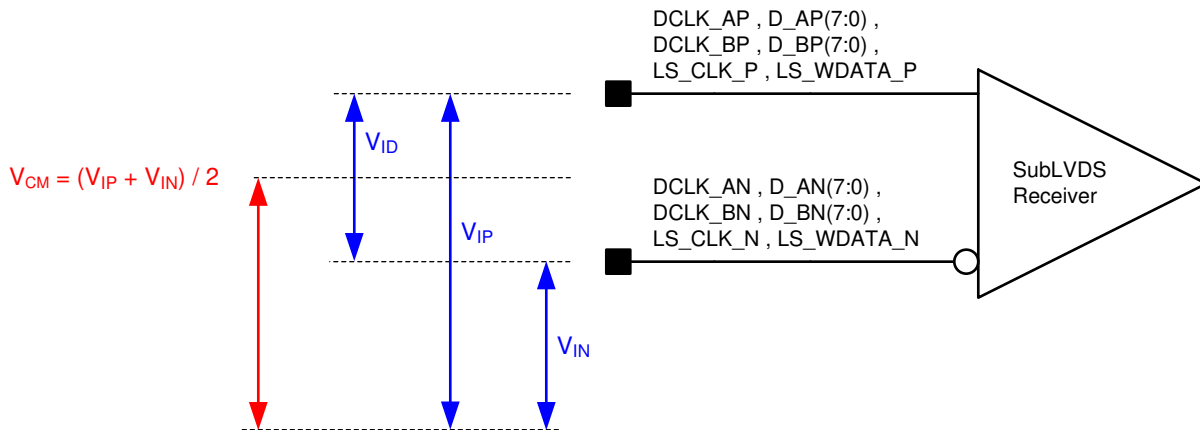 DCLK_AP , D_AP(7:0) ,
DCLK_BP , D_BP(7:0) ,
LS_CLK_P , LS_WDATA_P
VID
VCM = (VIP + VIN) / 2
SubLVDS
Receiver
DCLK_AN , D_AN(7:0) ,
DCLK_BN , D_BN(7:0) ,
LS_CLK_N , LS_WDATA_N
VIP
VIN